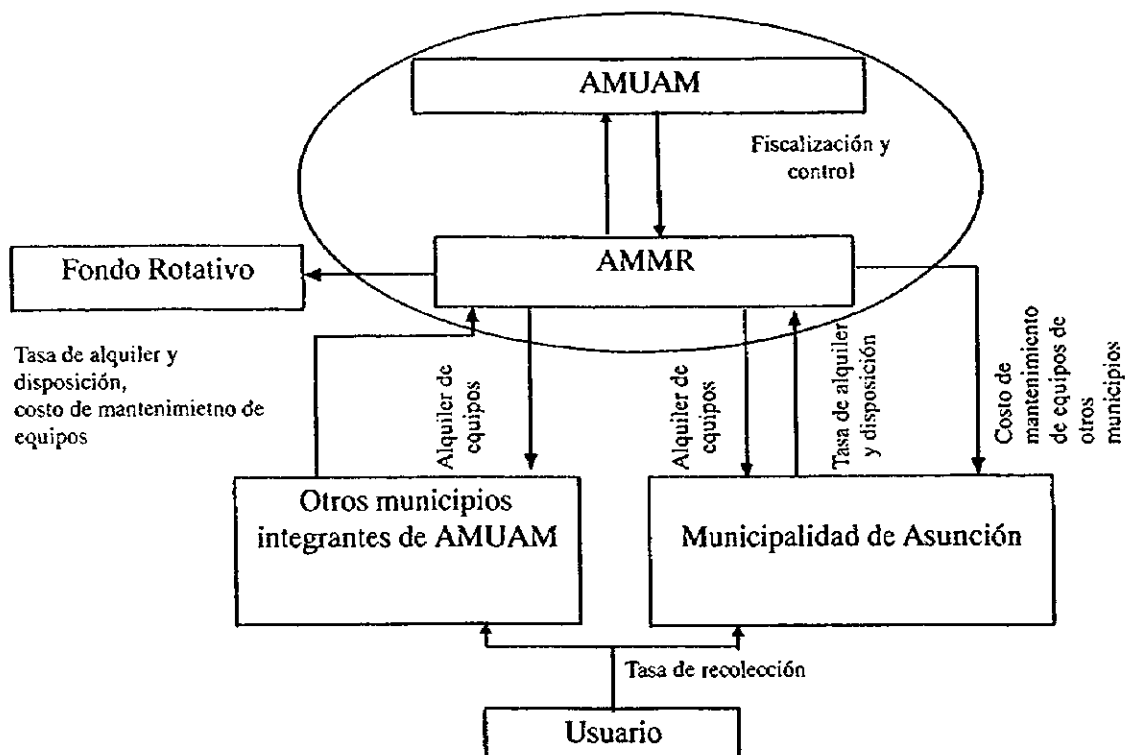 AMUAM
Fiscalización y
control
AMMR
Fondo Rotativo
Tasa de alquiler y
disposición,
costo de mantenimietno de
equipos
Alquiler de
equipos
Alquiler de
equipos
Tasa de alquiler
y disposición
Costo de
mantenimiento
de equipos de
otros
municipios
Otros municipios
integrantes de AMUAM
Municipalidad de Asunción
Tasa de recolección
Usuario